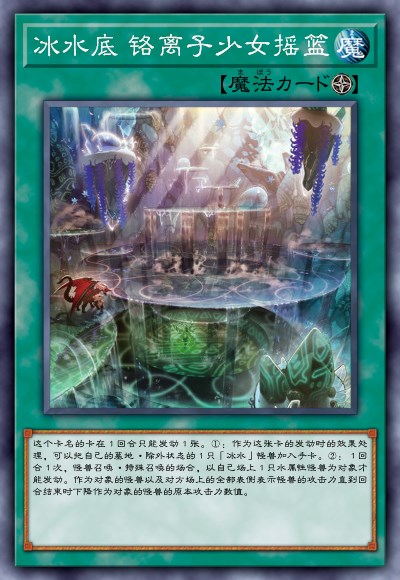 冰水底 铬离子少女摇篮 魔
【魔法カード】
这个卡名的卡在1回合只能发动1张。①：作为这张卡的发动时的效果处
理，可以把自己的墓地·除外状态的1只「冰水」怪兽加入手卡。②：1回
合1次，怪兽召唤·特殊召唤的场合，以自己场上1只水属性怪兽为对象才
能发动。作为对象的怪兽以及对方场上的全部表侧表示怪兽的攻击力直到回
合结束时下降作为对象的怪兽的原本攻击力数值。